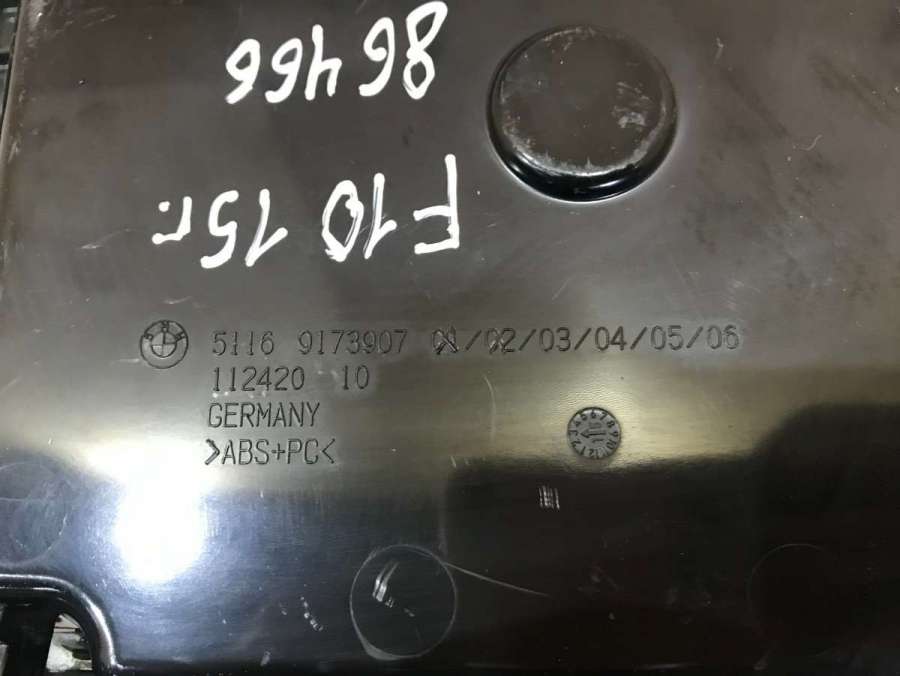 86466
F10 15г.
5116 9173907 01/02/03/04/05/06
112420 10
GERMANY
>ABS+PC<